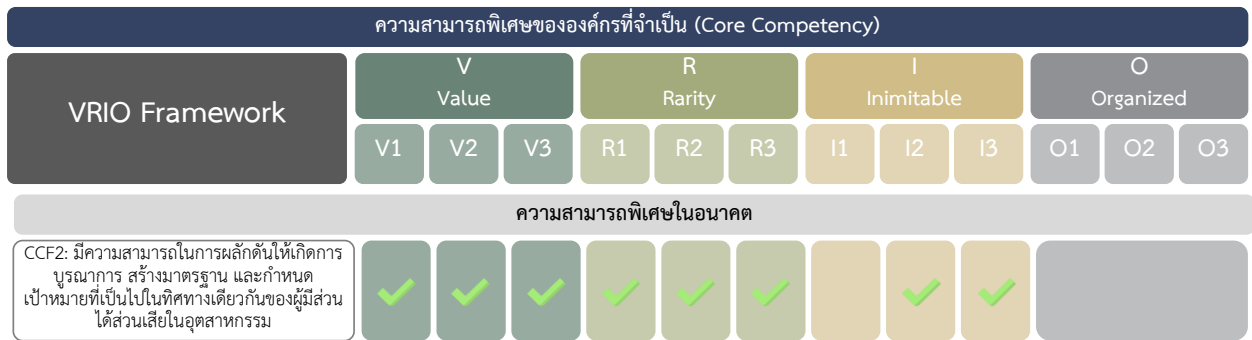 ความสามารถพิเศษขององค์กรที่จำเป็น (Core Competency)
VRIO Framework
V
Value
R
Rarity
I
Inimitable
O
Organized
V1 V2 V3 R1 R2 R3 I1 I2 I3 O1 O2 O3
ความสามารถพิเศษในอนาคต
CCF2: มีความสามารถในการผลักดันให้เกิดการ
บูรณาการ สร้างมาตรฐาน และกำหนด
เป้าหมายที่เป็นไปในทิศทางเดียวกันของผู้มีส่วน
ได้ส่วนเสียในอุตสาหกรรม